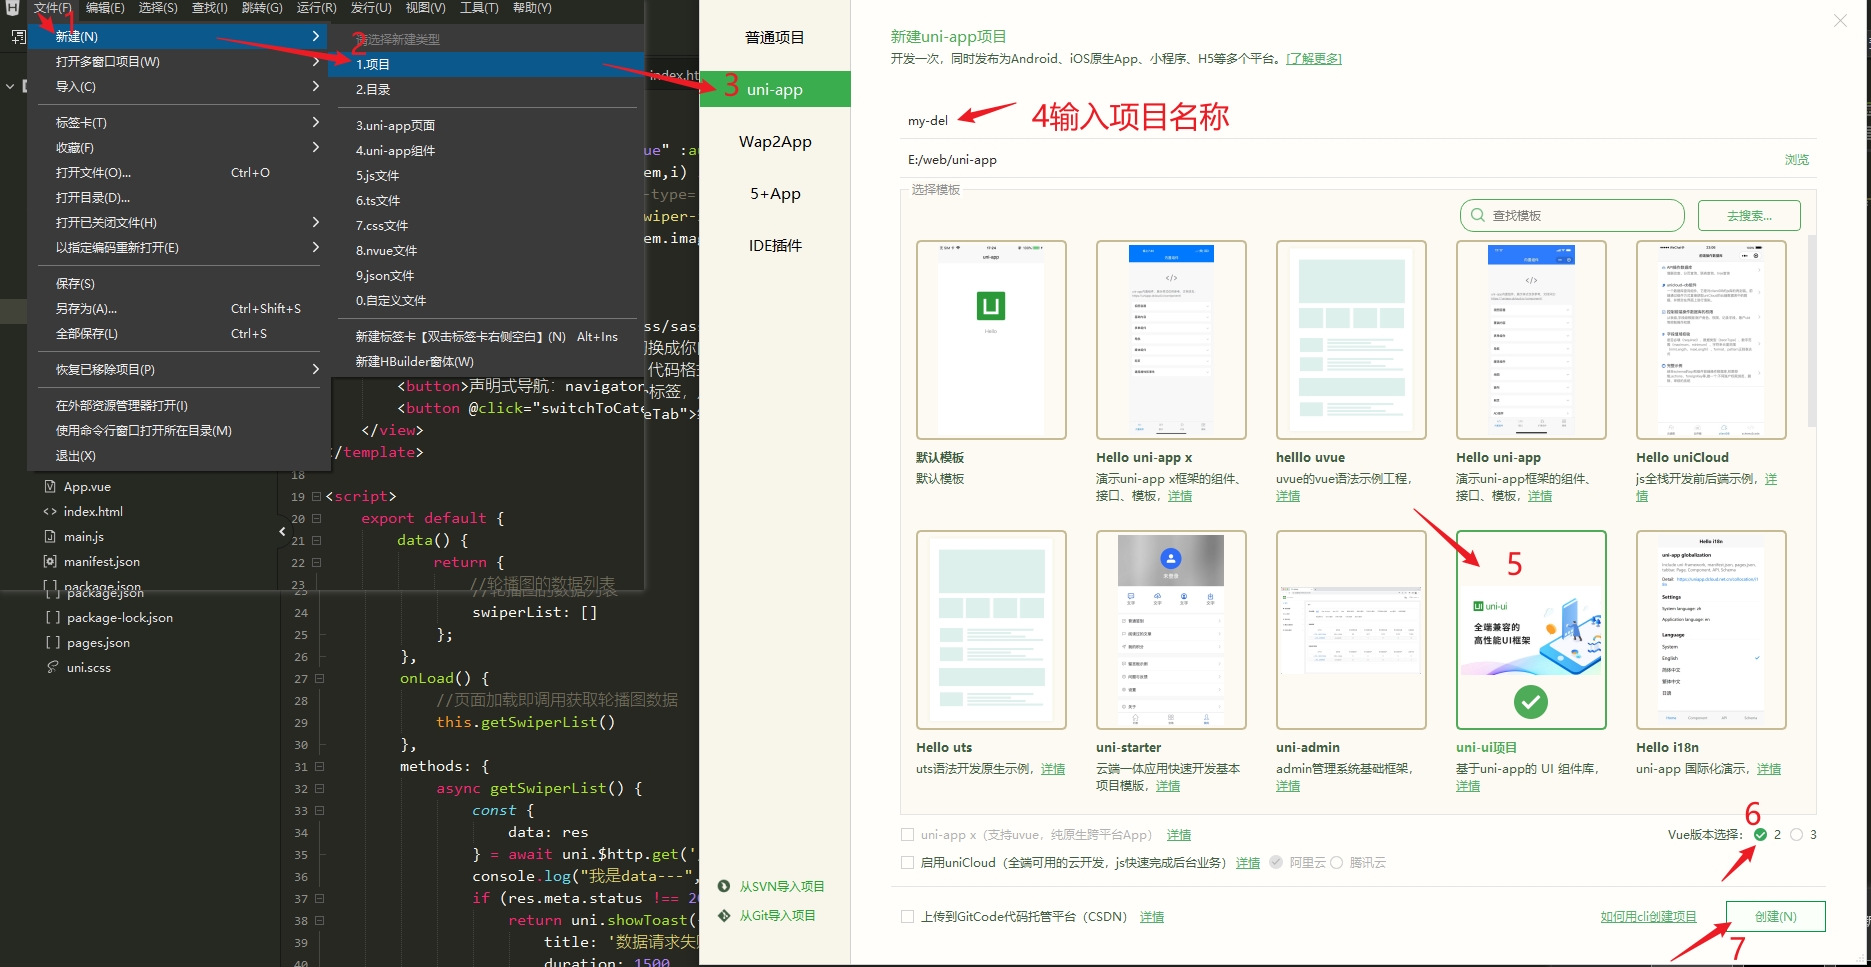 文件(F) 编辑(E) 选择(S) 查找(I) 跳转(G) 运行(R) 发行(U) 视图(V) 工具(T) 帮助(Y)
1
新建(N)
打开多窗口项目(W)
导入(C)
标签卡(T)
收藏(F)
打开文件(O)... Ctrl+O
打开目录(D)...
打开已关闭文件(H)
以指定编码重新打开(E)
保存(S)
另存为(A)... Ctrl+Shift+S
全部保存(L) Ctrl+S
恢复已移除项目(P)
在外部资源管理器打开(I)
使用命令行窗口打开所在目录(M)
退出(X)
2
请选择新建类型
1.项目
2.目录
3.uni-app页面
4.uni-app组件
5.js文件
6.ts文件
7.css文件
8.nvue文件
9.json文件
0.自定义文件
新建标签卡【双击标签卡右侧空白】(N) Alt+Ins
新建HBuilder窗体(W)
App.vue
index.html
main.js
manifest.json
package.json
package-lock.json
pages.json
uni.scss
index.ht
ue" :a
em,i)
-type=
wiper-
em.imag
ss/sass
切换成你
代码格式
<button>声明式导航：navigator
个标签,
<button @click="switchToCate
eTab">
</view>
/template>
18
19 <script>
20 export default {
21 data() {
22 return {
23 //轮播图的数据列表
24 swiperList: []
25 };
26 },
27 onLoad() {
28 //页面加载即调用获取轮播图数据
29 this.getSwiperList()
30 },
31 methods: {
32 async getSwiperList() {
33 const {
34 data: res
35 } = await uni.$http.get('
36 console.log("我是data---",
37 if (res.meta.status !== 20
38 return uni.showToast(
39 title: '数据请求失
40 duration: 1500
普通项目
3 uni-app
Wap2App
5+App
IDE插件
从SVN导入项目
从Git导入项目
新建uni-app项目
开发一次，同时发布为Android、iOS原生App、小程序、H5等多个平台。[了解更多]
my-del
4输入项目名称
E:/web/uni-app 浏览
选择模板
查找模板 去搜索...
uni-app
Hello
默认模板
默认模板
Hello uni-app x
演示uni-app x框架的组件、
接口、模板，详情
helllo uvue
uvue的vue语法示例工程，
详情
Hello uni-app
演示uni-app框架的组件、
接口、模板，详情
Hello uniCloud
js全栈开发前后端示例，详
情
Hello uts
uts语法开发原生示例，详情
uni-starter
云端一体应用快速开发基本
项目模版，详情
uni-admin
admin管理系统基础框架，
详情
5
uni-ui
全端兼容的
高性能UI框架
uni-ui项目
基于uni-app的 UI 组件库，
详情
Hello i18n
uni-app globalization
Settings
System language: zh
Application language: en
Language
System
English
简体中文
繁体中文
日语
Hello i18n
uni-app 国际化演示，详情
uni-app x（支持uvue，纯原生跨平台App） 详情
6
Vue版本选择： 2 3
启用uniCloud（全端可用的云开发，js快速完成后台业务） 详情 阿里云 腾讯云
上传到GitCode代码托管平台（CSDN） 详情
如何用cli创建项目 创建(N)
7